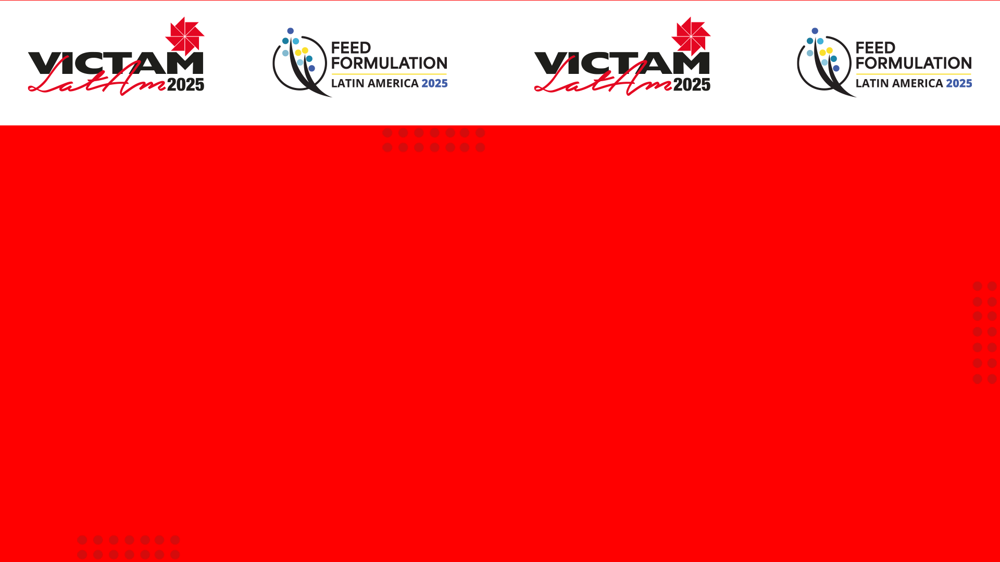 VICTAM
LatAm 2025
FEED
FORMULATION
LATIN AMERICA 2025
VICTAM
LatAm 2025
FEED
FORMULATION
LATIN AMERICA 2025